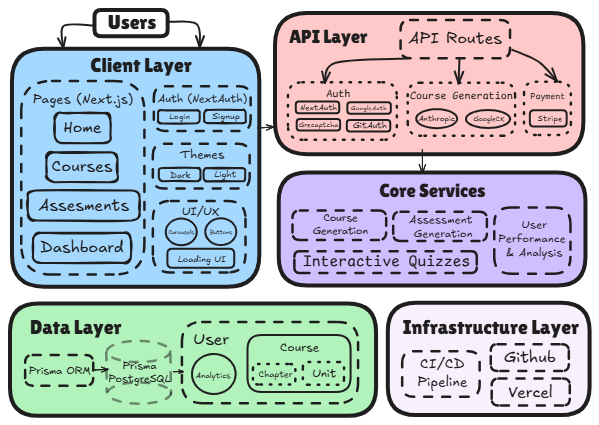 Users
Client Layer
Pages (Next.js)
Home
Courses
Assesments
Dashboard
Auth (NextAuth)
Login
Signup
Themes
Dark
Light
UI/UX
Carousels
Buttons
Loading UI
API Layer
API Routes
Auth
NextAuth
GoogleAuth
Grecaptcha
GitAuth
Course Generation
Anthropic
GoogleCX
Payment
Stripe
Core Services
Course
Generation
Assessment
Generation
User
Performance
& Analysis
Interactive Quizzes
Data Layer
Prisma ORM
Prisma
PostgreSQL
User
Analytics
Course
Chapter
Unit
Infrastructure Layer
CI/CD
Pipeline
Github
Vercel